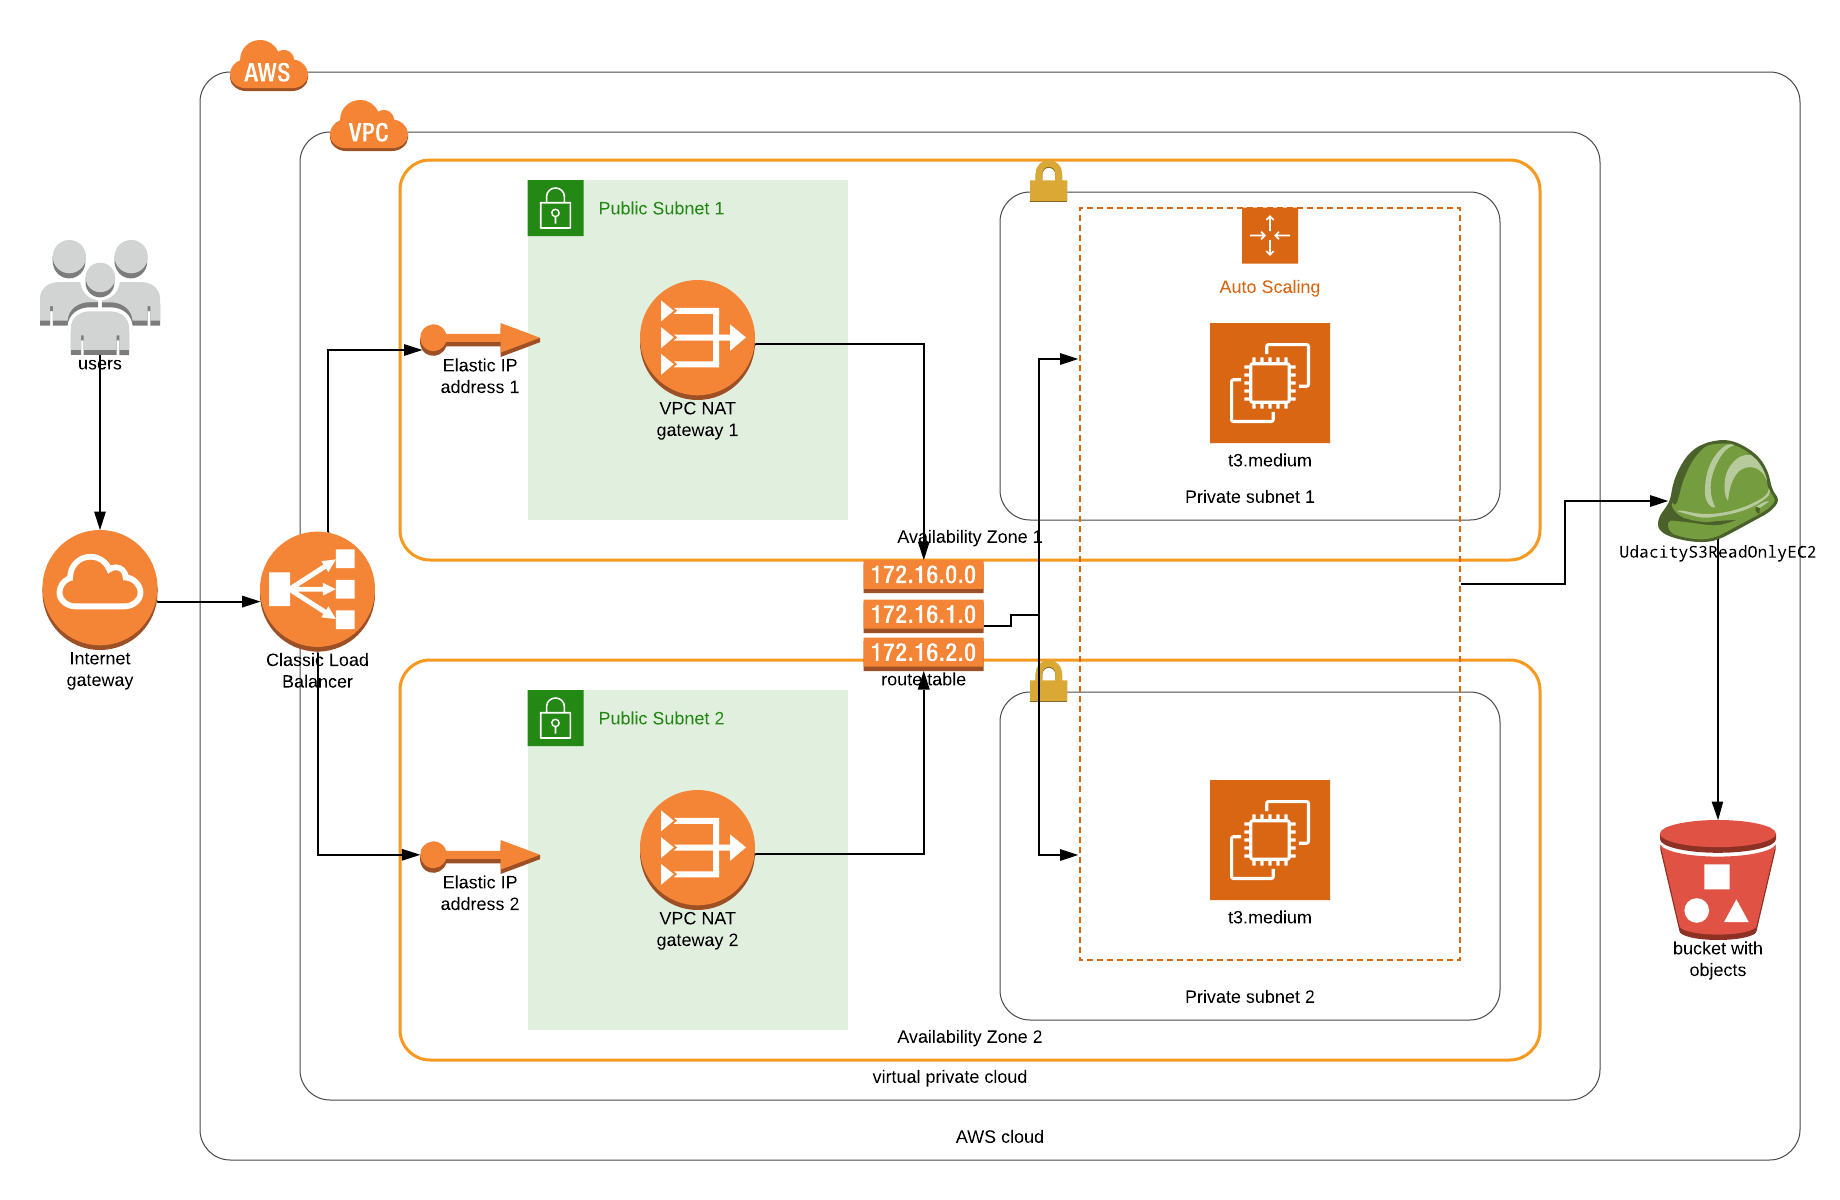 AWS
VPC
Public Subnet 1
Auto Scaling
users
Elastic IP
address 1
VPC NAT
gateway 1
t3.medium
Private subnet 1
Availability Zone 1
UdacityS3ReadOnlyEC2
172.16.0.0
172.16.1.0
172.16.2.0
route table
Internet
gateway
Classic Load
Balancer
Public Subnet 2
Elastic IP
address 2
VPC NAT
gateway 2
t3.medium
bucket with
objects
Private subnet 2
Availability Zone 2
virtual private cloud
AWS cloud